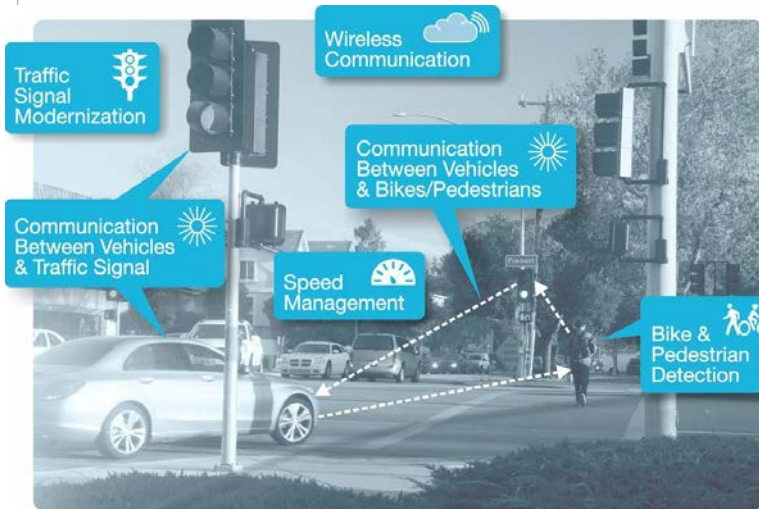 Wireless
Communication
Traffic
Signal
Modernization
Communication
Between Vehicles
& Bikes/Pedestrians
Communication
Between Vehicles
& Traffic Signal
Fremont
Speed
Management
Bike &
Pedestrian
Detection